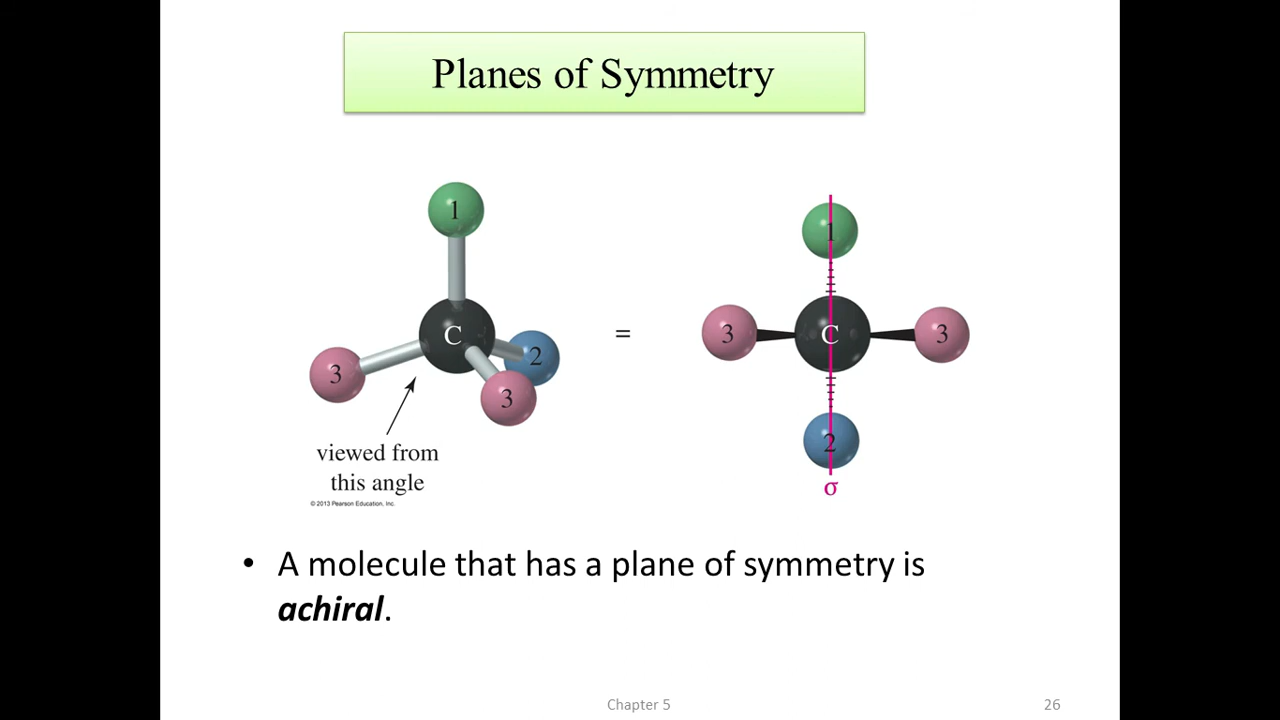 Planes of Symmetry
1
C
3
2
3
viewed from
this angle
© 2013 Pearson Education, Inc.
=
1
3
C
3
2
σ
• A molecule that has a plane of symmetry is
achiral.
Chapter 5
26